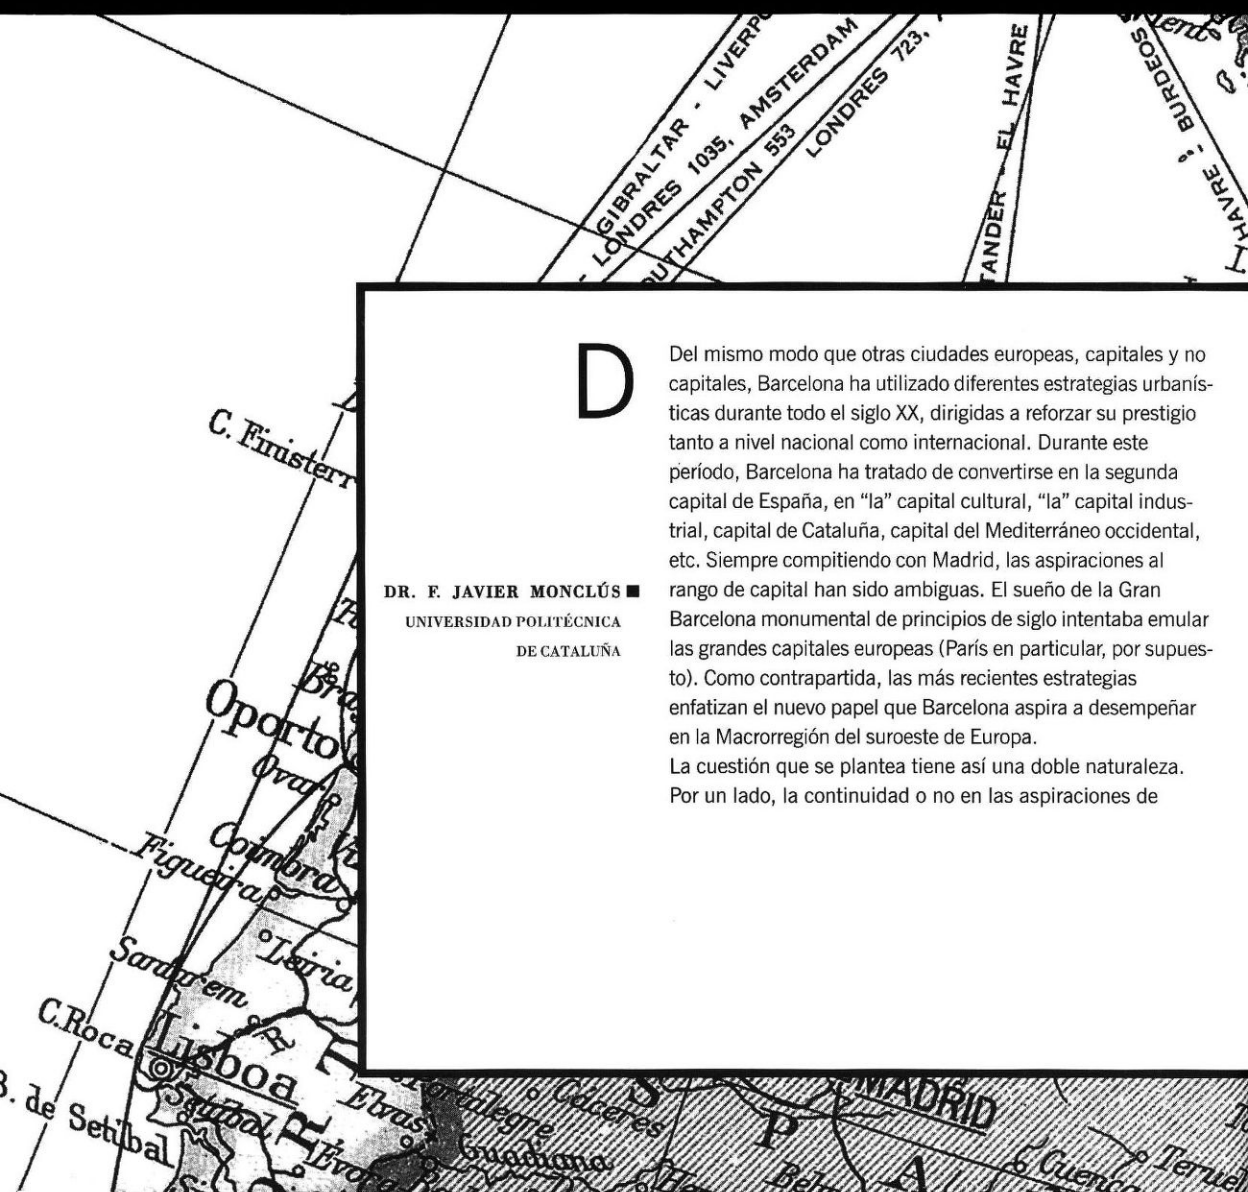 GIBRALTAR - LIVERPO
- LONDRES 1035, AMSTERDAM
OUTHAMPTON 553
LONDRES 723,
TANDER - EL HAVRE
HAVRE
BURDEOS
C. Finisterr
D
Del mismo modo que otras ciudades europeas, capitales y no
capitales, Barcelona ha utilizado diferentes estrategias urbanís-
ticas durante todo el siglo XX, dirigidas a reforzar su prestigio
tanto a nivel nacional como internacional. Durante este
período, Barcelona ha tratado de convertirse en la segunda
capital de España, en “la” capital cultural, “la” capital indus-
trial, capital de Cataluña, capital del Mediterráneo occidental,
etc. Siempre compitiendo con Madrid, las aspiraciones al
rango de capital han sido ambiguas. El sueño de la Gran
Barcelona monumental de principios de siglo intentaba emular
las grandes capitales europeas (París en particular, por supues-
to). Como contrapartida, las más recientes estrategias
enfatizan el nuevo papel que Barcelona aspira a desempeñar
en la Macrorregión del suroeste de Europa.
La cuestión que se plantea tiene así una doble naturaleza.
Por un lado, la continuidad o no en las aspiraciones de
DR. F. JAVIER MONCLÚS
UNIVERSIDAD POLITÉCNICA
DE CATALUÑA
Bra
Oporto
Ovar
Coimbra
Figueira
Leiria
Santarem
C. Roca
Lisboa
B. de Setúbal
Setúbal
Elvas
Portalegre
Cáceres
Guadiana
MADRID
Evora
Cuenca
Teruel